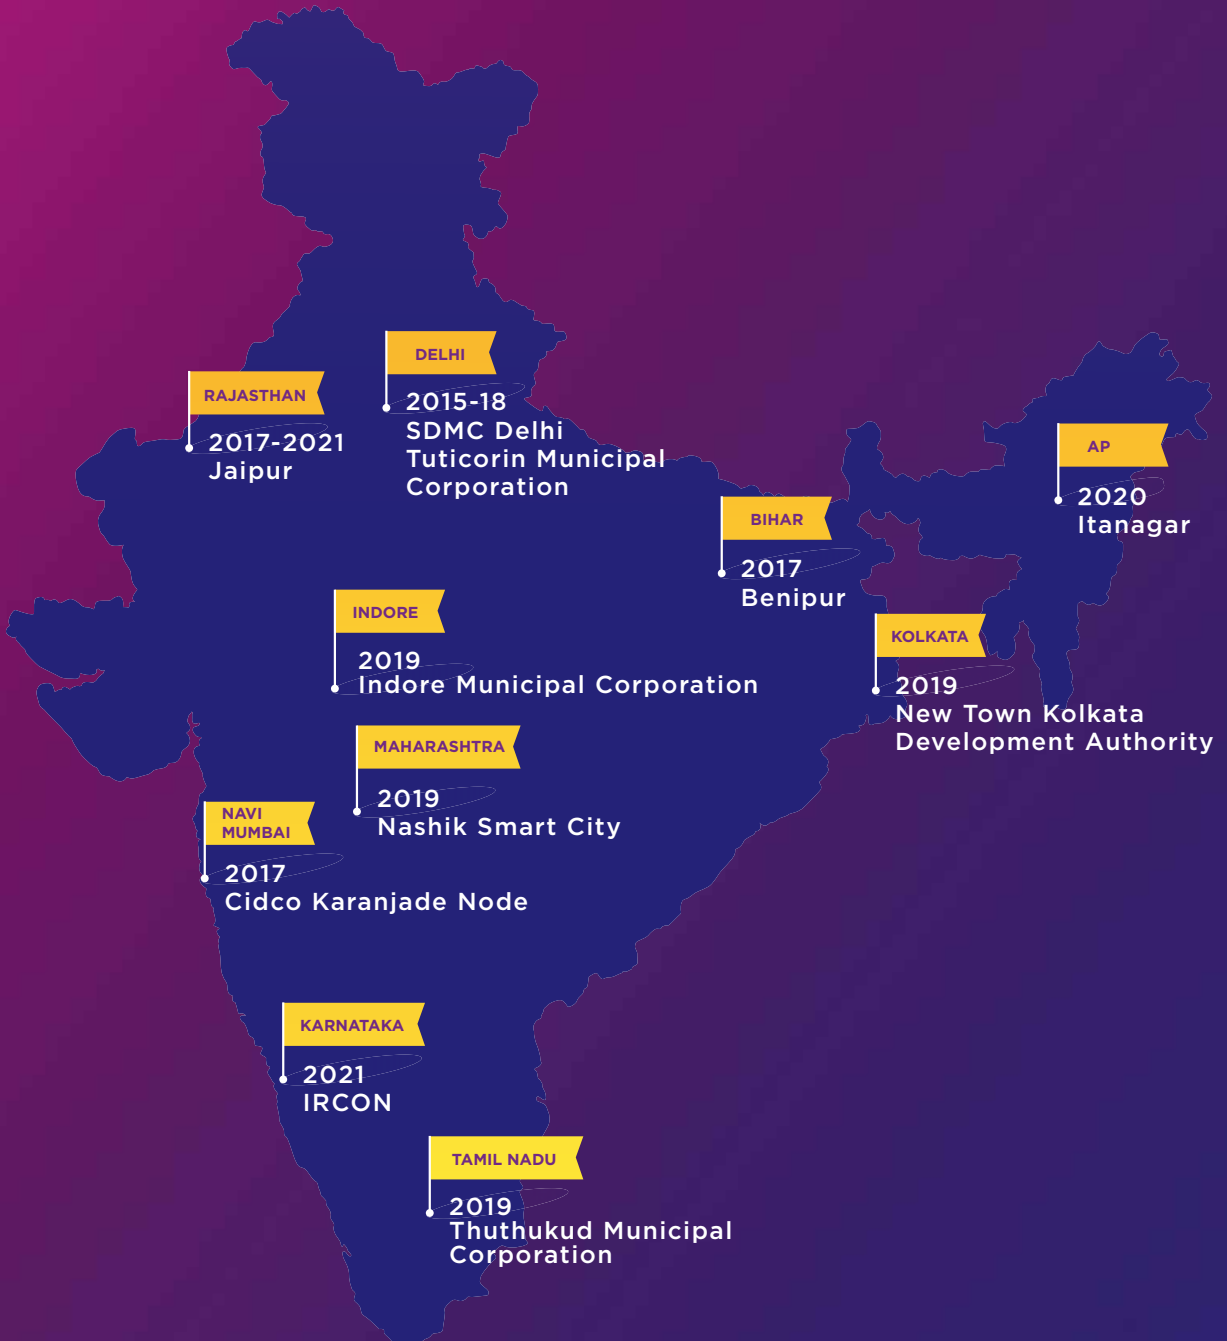 DELHI
2015-18
SDMC Delhi
Tuticorin Municipal
Corporation
RAJASTHAN
2017-2021
Jaipur
AP
2020
Itanagar
BIHAR
2017
Benipur
INDORE
2019
Indore Municipal Corporation
KOLKATA
2019
New Town Kolkata
Development Authority
MAHARASHTRA
2019
Nashik Smart City
NAVI
MUMBAI
2017
Cidco Karanjade Node
KARNATAKA
2021
IRCON
TAMIL NADU
2019
Thuthukud Municipal
Corporation